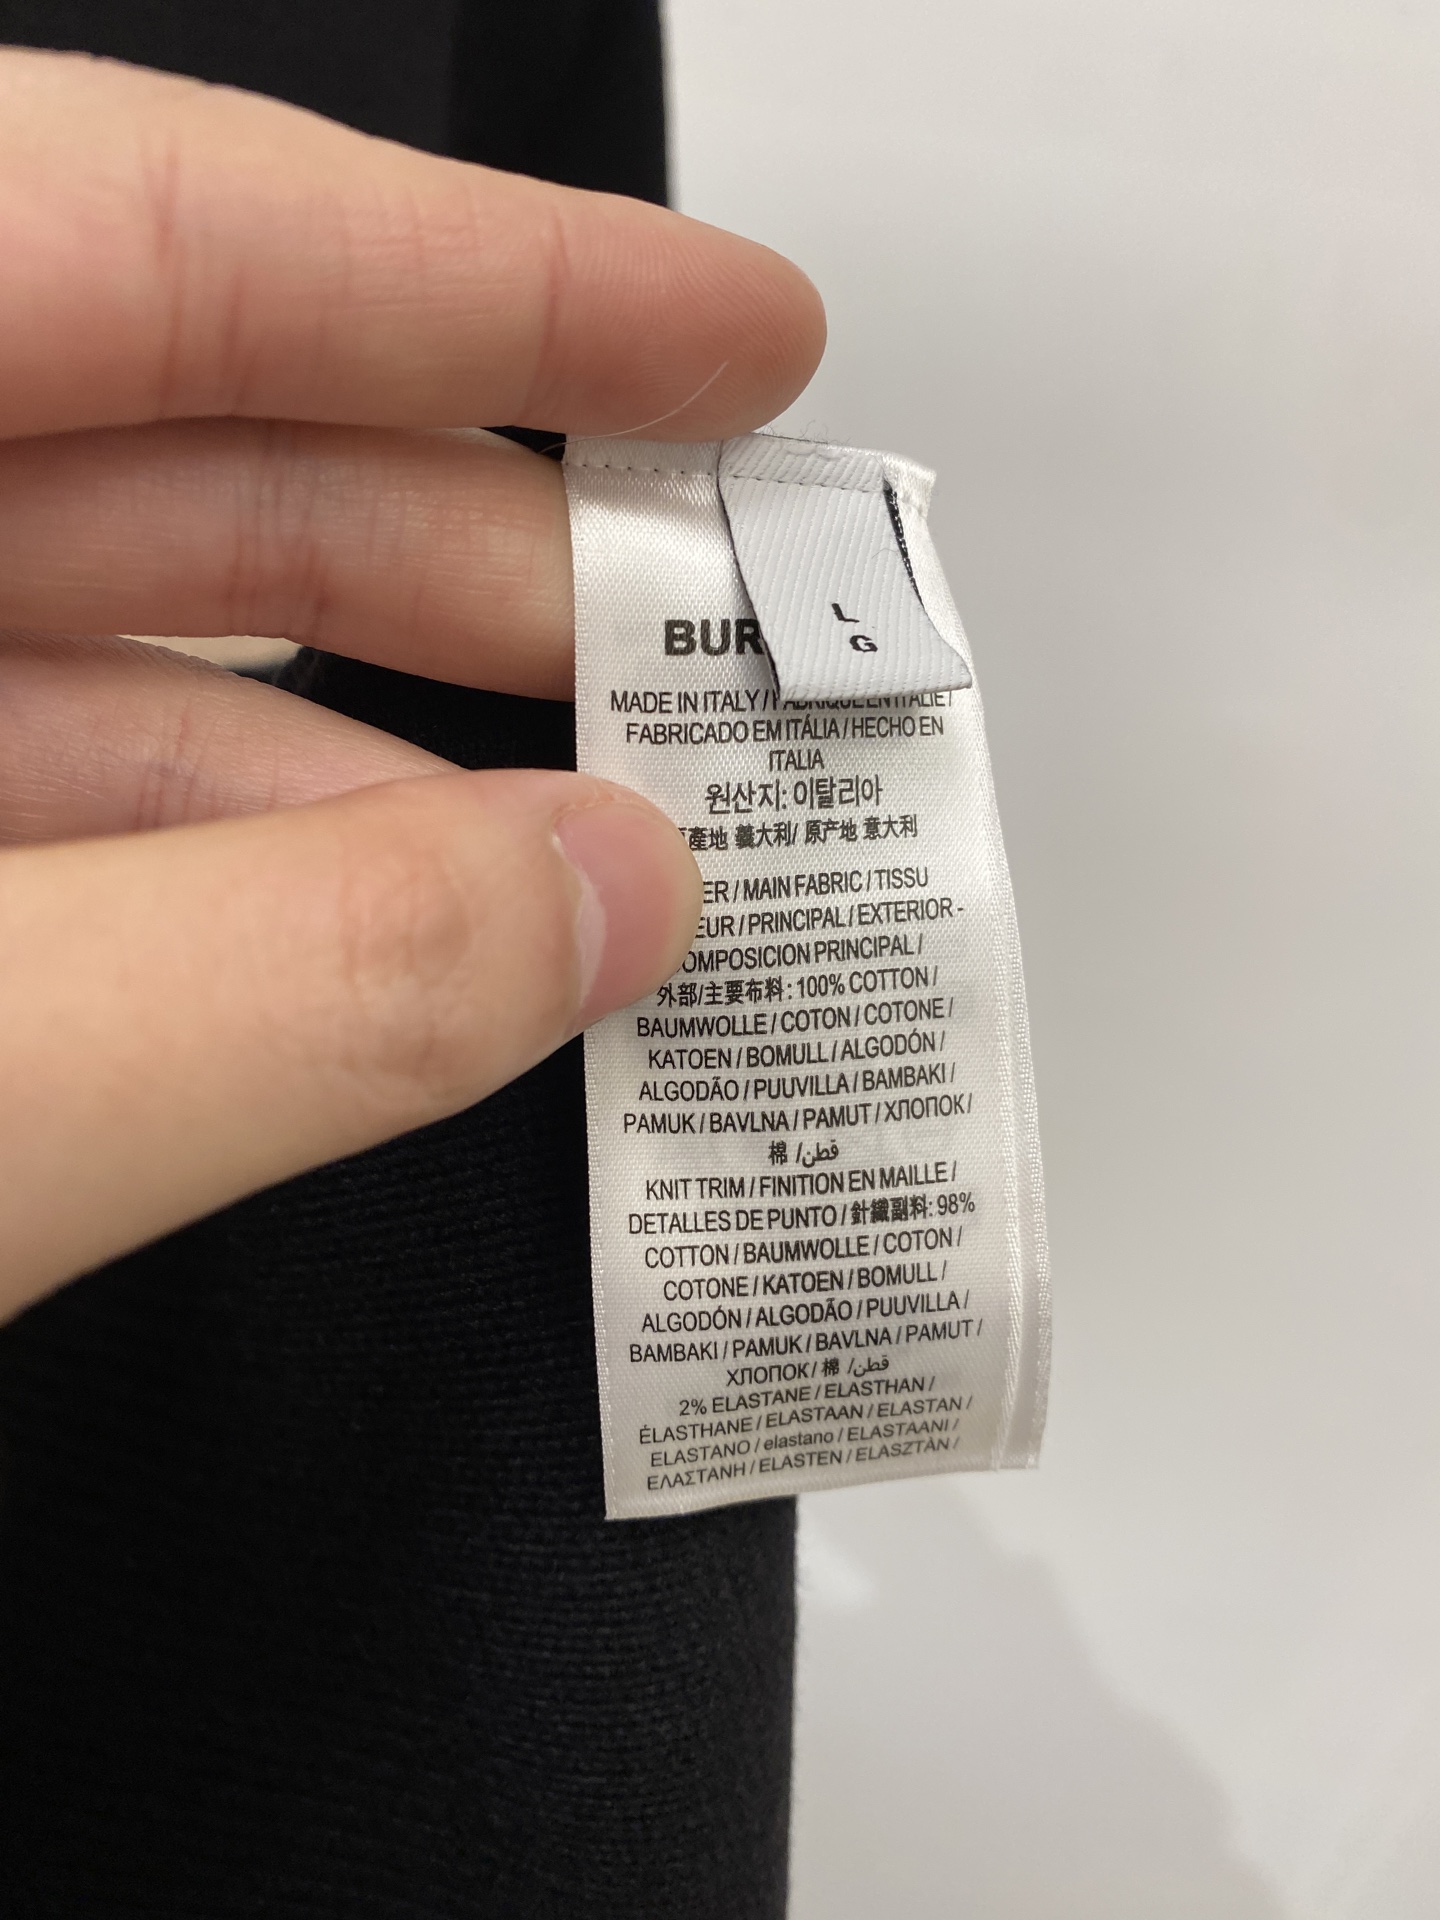 L
G
BUR
MADE IN ITALY / FABRIQUÉ EN ITALIE /
FABRICADO EM ITÁLIA / HECHO EN
ITALIA
원산지: 이탈리아
產地 義大利/ 原产地 意大利
ER / MAIN FABRIC / TISSU
EUR / PRINCIPAL / EXTERIOR -
OMPOSICION PRINCIPAL /
外部/主要布料: 100% COTTON /
BAUMWOLLE / COTON / COTONE /
KATOEN / BOMULL / ALGODÓN /
ALGODÃO / PUUVILLA / BAMBAKI /
PAMUK / BAVLNA / PAMUT / ХЛОПОК /
棉 /قطن
KNIT TRIM / FINITION EN MAILLE /
DETALLES DE PUNTO / 針織副料: 98%
COTTON / BAUMWOLLE / COTON /
COTONE / KATOEN / BOMULL /
ALGODÓN / ALGODÃO / PUUVILLA /
BAMBAKI / PAMUK / BAVLNA / PAMUT /
ХЛОПОК / 棉 /قطن
2% ELASTANE / ELASTHAN /
ÉLASTHANE / ELASTAAN / ELASTAN /
ELASTANO / elastano / ELASTAANI /
ΕΛΑΣΤΑΝΗ / ELASTEN / ELASZTÁN /